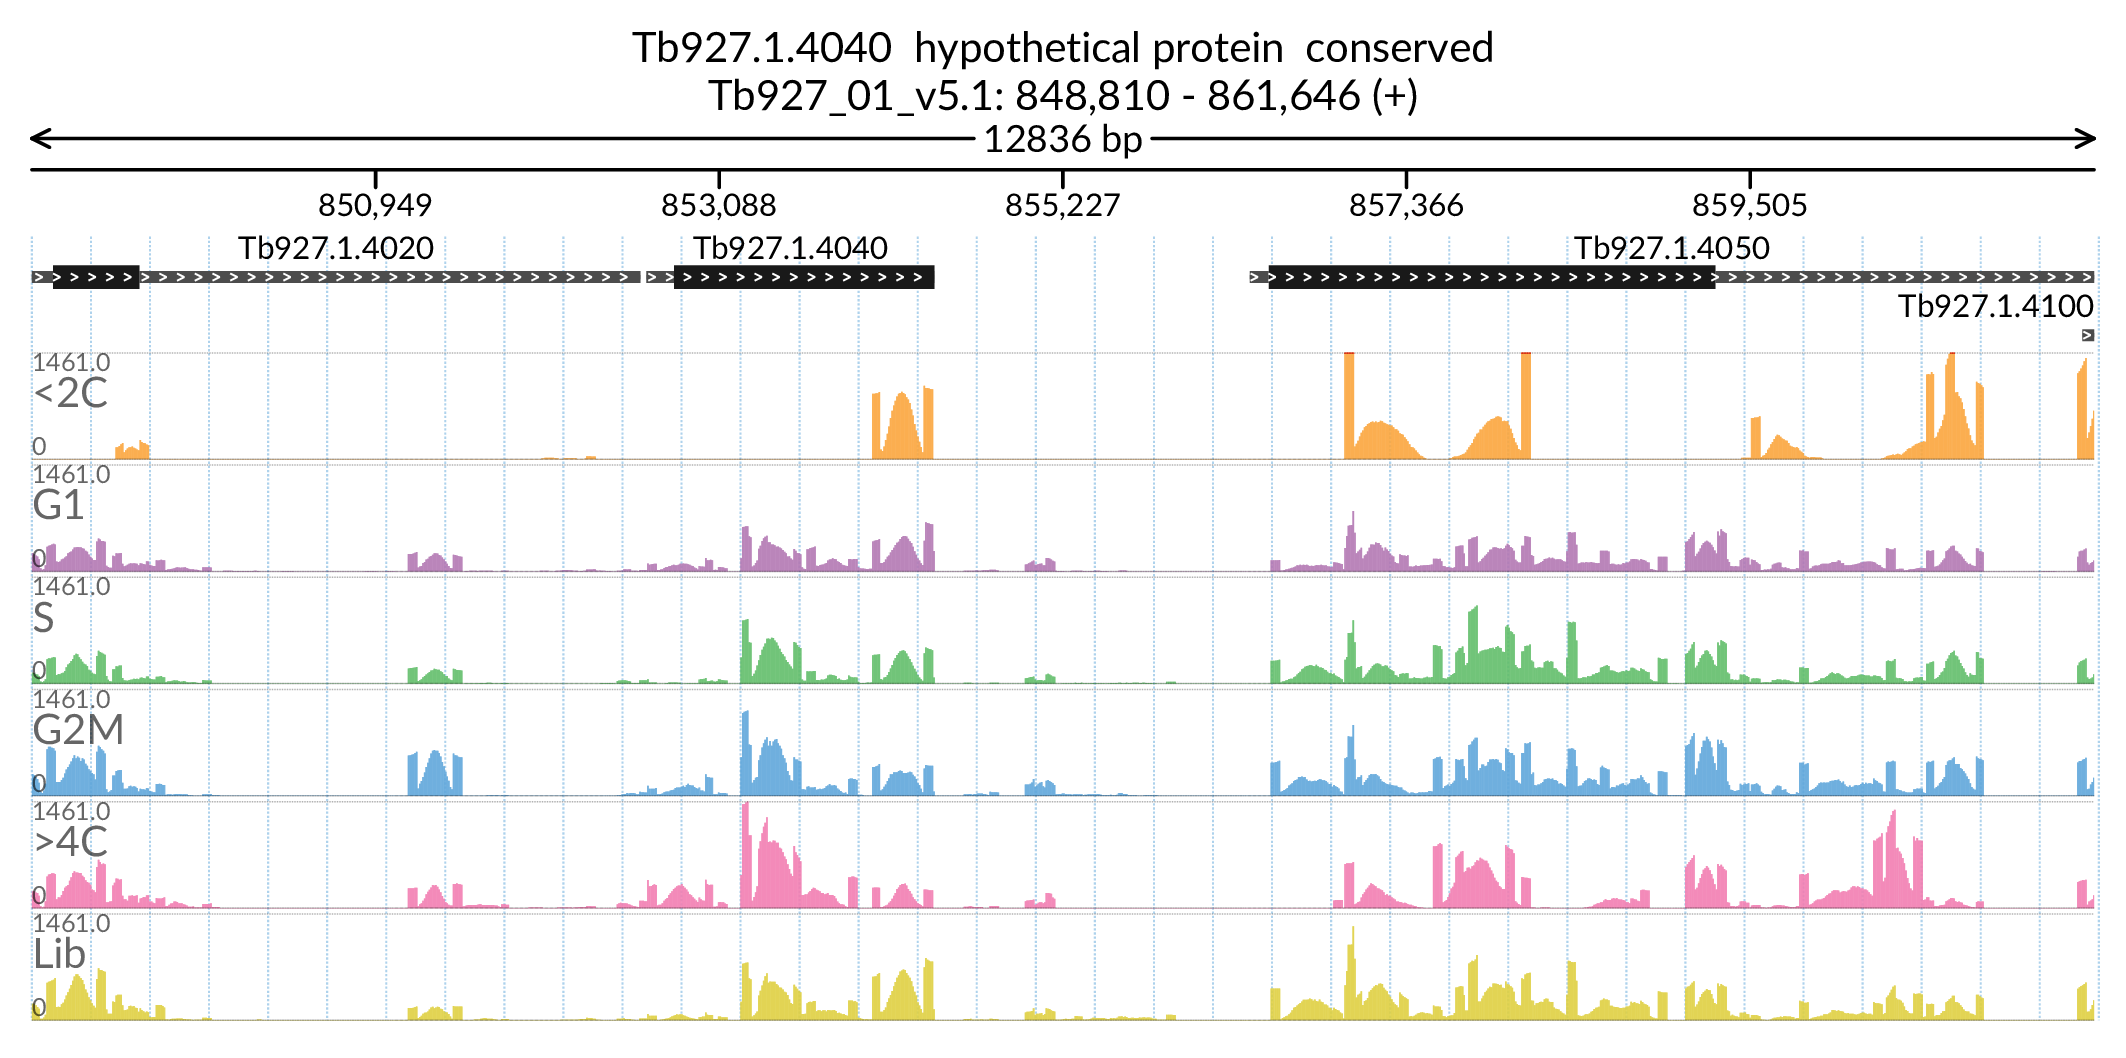 Tb927.1.4040  hypothetical protein  conserved
Tb927_01_v5.1: 848,810 - 861,646 (+)
12836 bp
850,949 853,088 855,227 857,366 859,505
Tb927.1.4020 Tb927.1.4040 Tb927.1.4050
Tb927.1.4100
1461.0
<2C
0
1461.0
G1
0
1461.0
S
0
1461.0
G2M
0
1461.0
>4C
0
1461.0
Lib
0